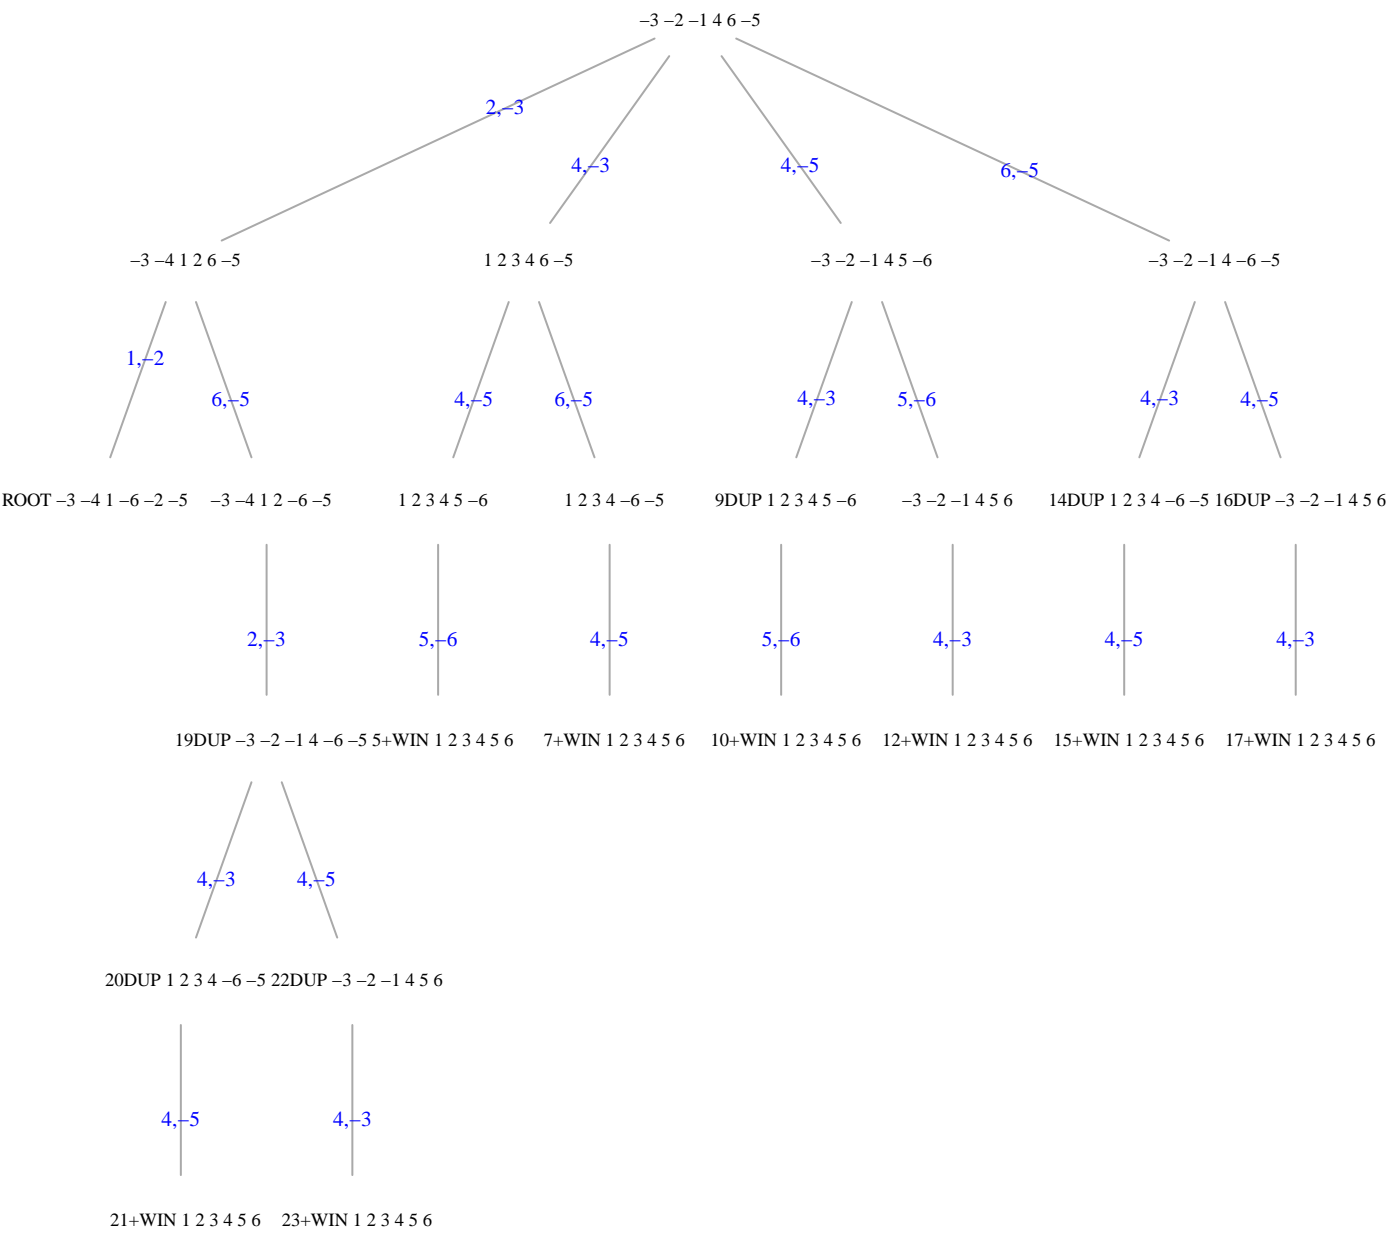 –3 –2 –1 4 6 –5
2,–3
4,–3
4,–5
6,–5
–3 –4 1 2 6 –5
1 2 3 4 6 –5
–3 –2 –1 4 5 –6
–3 –2 –1 4 –6 –5
1,–2
6,–5
4,–5
6,–5
4,–3
5,–6
4,–3
4,–5
ROOT –3 –4 1 –6 –2 –5
–3 –4 1 2 –6 –5
1 2 3 4 5 –6
1 2 3 4 –6 –5
9DUP 1 2 3 4 5 –6
–3 –2 –1 4 5 6
14DUP 1 2 3 4 –6 –5
16DUP –3 –2 –1 4 5 6
2,–3
5,–6
4,–5
5,–6
4,–3
4,–5
4,–3
19DUP –3 –2 –1 4 –6 –5
5+WIN 1 2 3 4 5 6
7+WIN 1 2 3 4 5 6
10+WIN 1 2 3 4 5 6
12+WIN 1 2 3 4 5 6
15+WIN 1 2 3 4 5 6
17+WIN 1 2 3 4 5 6
4,–3
4,–5
20DUP 1 2 3 4 –6 –5
22DUP –3 –2 –1 4 5 6
4,–5
4,–3
21+WIN 1 2 3 4 5 6
23+WIN 1 2 3 4 5 6